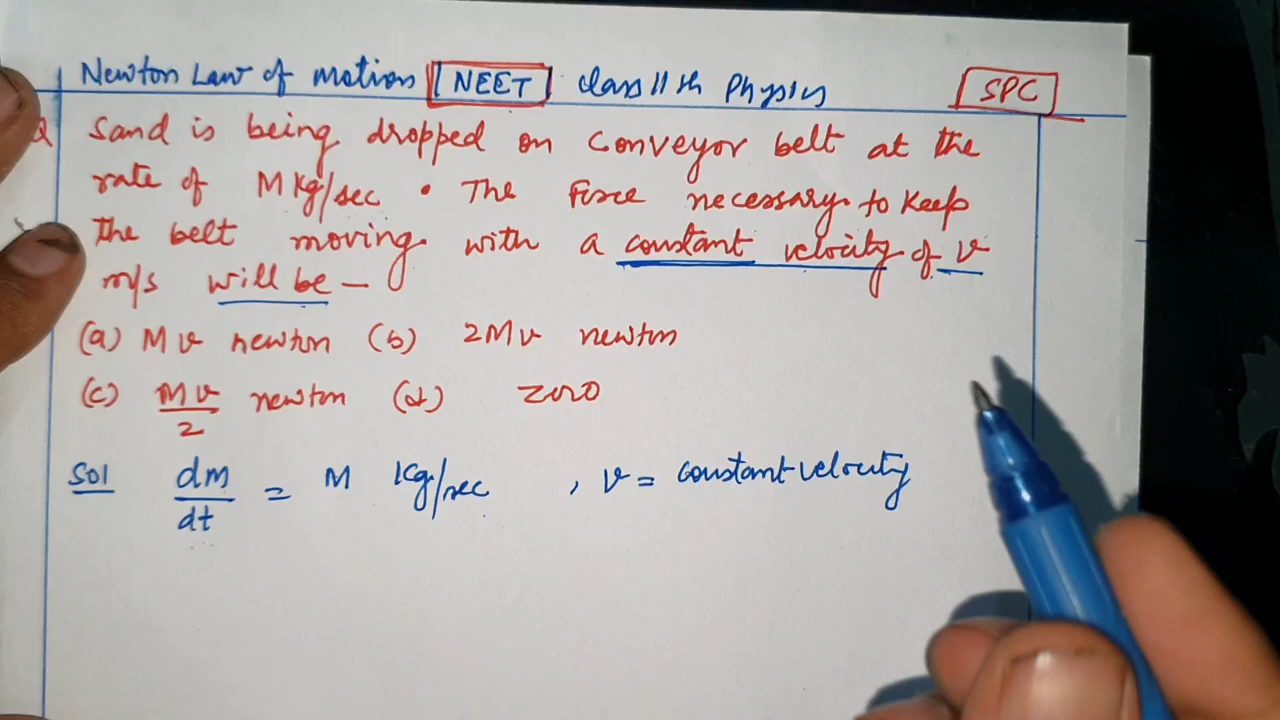 Newton Law of motion NEET class 11 th Physics SPC
Q Sand is being dropped on conveyor belt at the
rate of M Kg/sec . The Force necessary to keep
the belt moving with a constant velocity of v
m/s will be -
(a) Mv newton (b) 2Mv newton
(c) Mv/2 newton (d) zero
Sol dm/dt = M Kg/sec , v = constant velocity